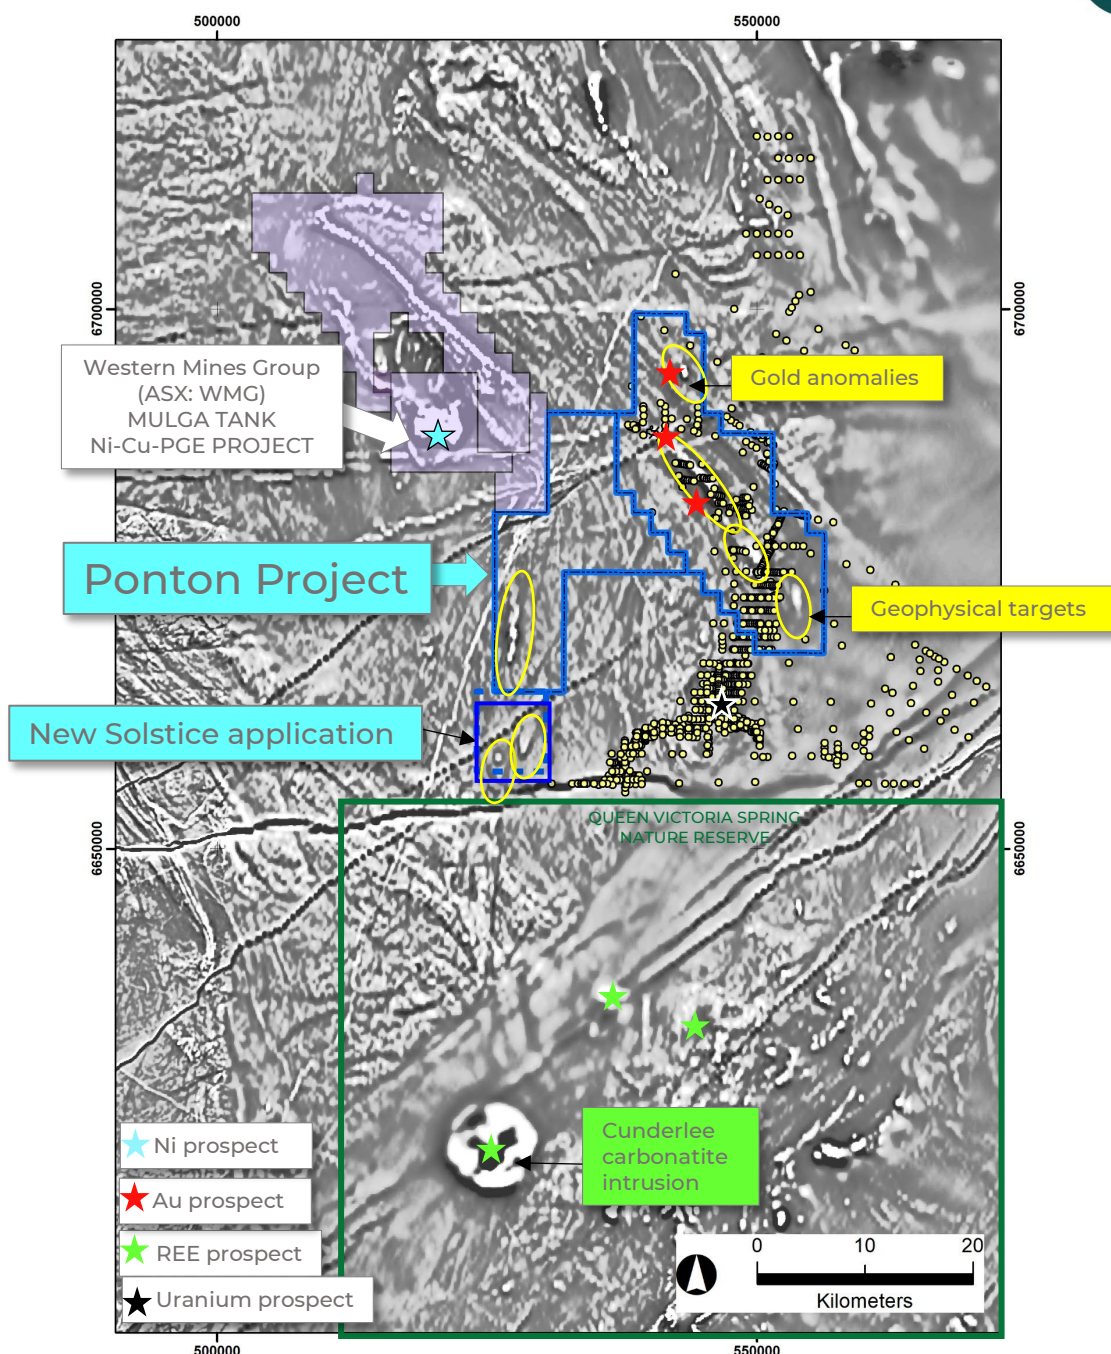 500000
550000
6700000
6700000
Western Mines Group
(ASX: WMG)
MULGA TANK
Ni-Cu-PGE PROJECT
Gold anomalies
Ponton Project
Geophysical targets
New Solstice application
QUEEN VICTORIA SPRING
NATURE RESERVE
6650000
6650000
Cunderlee
carbonatite
intrusion
Ni prospect
Au prospect
REE prospect
Uranium prospect
0 10 20
Kilometers
500000
550000